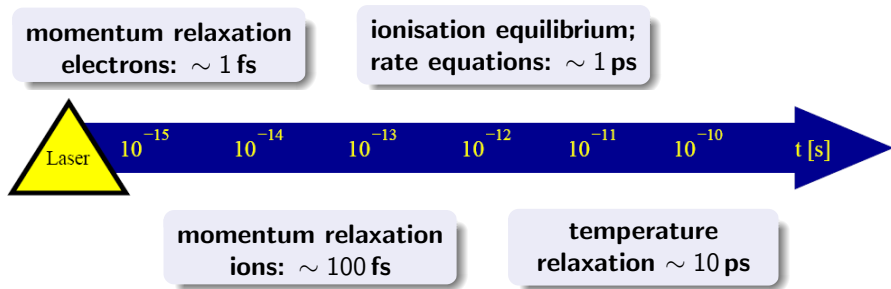 momentum relaxation
electrons: ∼ 1 fs
ionisation equilibrium;
rate equations: ∼ 1 ps
Laser 10⁻¹⁵ 10⁻¹⁴ 10⁻¹³ 10⁻¹² 10⁻¹¹ 10⁻¹⁰ t [s]
momentum relaxation
ions: ∼ 100 fs
temperature
relaxation ∼ 10 ps